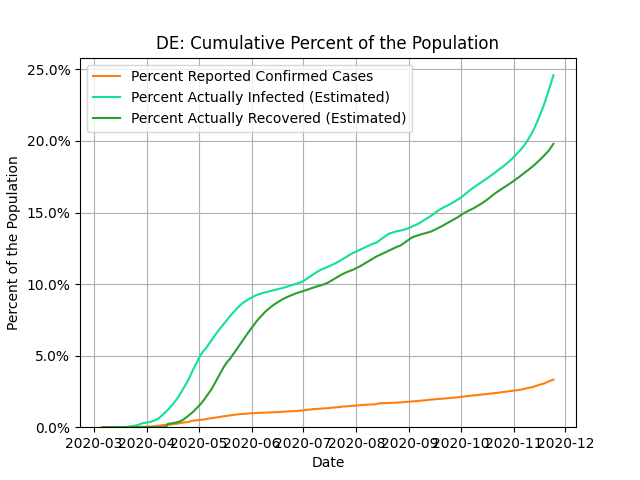 DE: Cumulative Percent of the Population
Percent Reported Confirmed Cases
Percent Actually Infected (Estimated)
Percent Actually Recovered (Estimated)
Percent of the Population
25.0%
20.0%
15.0%
10.0%
5.0%
0.0%
2020-03 2020-04 2020-05 2020-06 2020-07 2020-08 2020-09 2020-10 2020-11 2020-12
Date